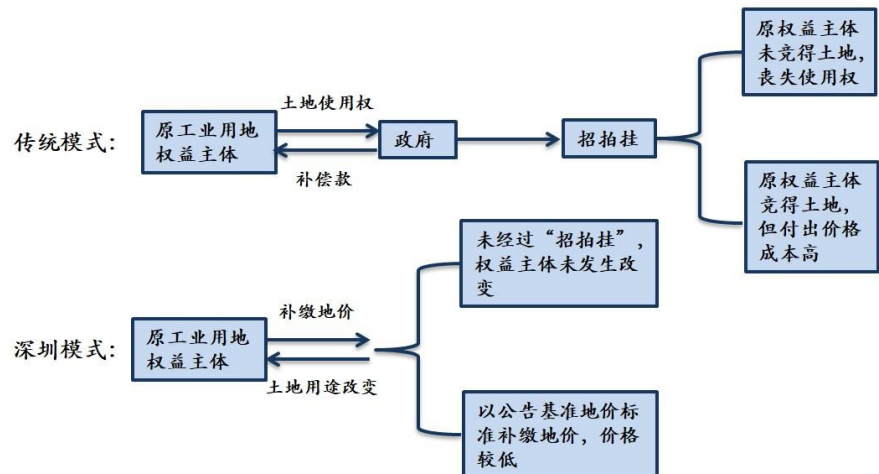 传统模式：
原工业用地
权益主体
土地使用权
补偿款
政府
招拍挂
原权益主体
未竞得土地，
丧失使用权
原权益主体
竞得土地，
但付出价格
成本高
深圳模式：
原工业用地
权益主体
补缴地价
土地用途改变
未经过“招拍挂”，
权益主体未发生改
变
以公告基准地价标
准补缴地价，价格
较低